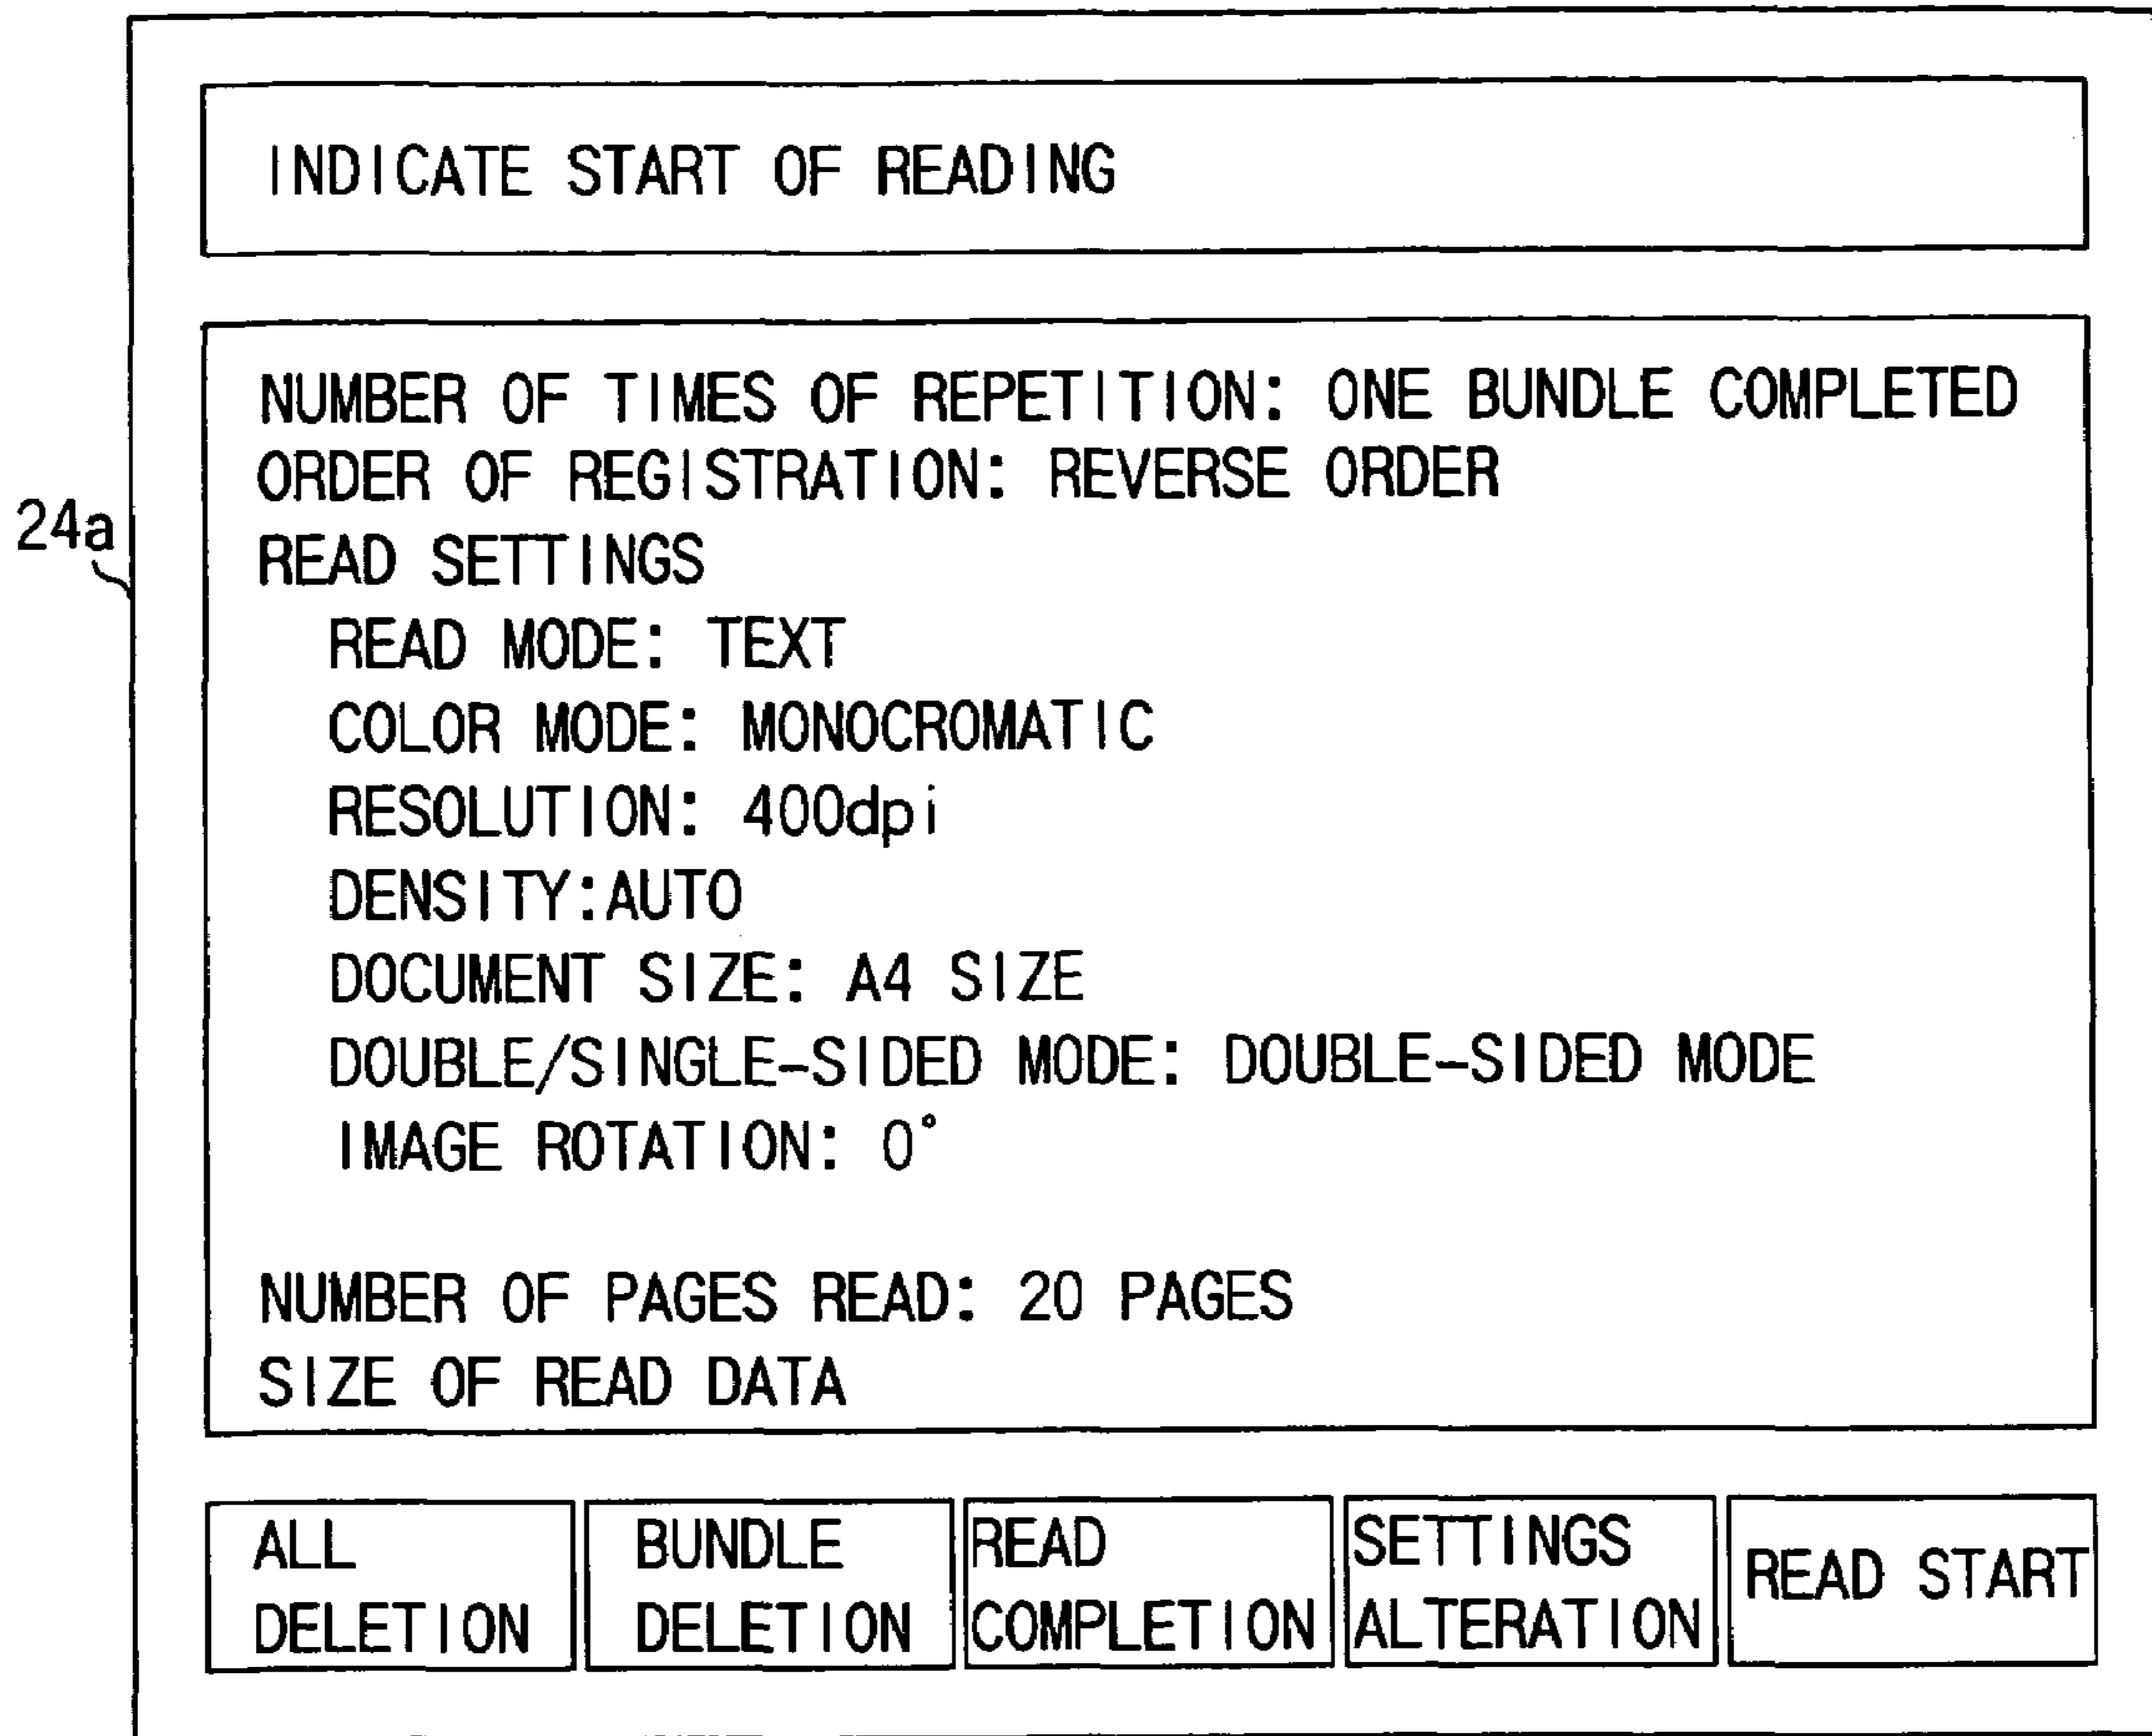 INDICATE START OF READING
NUMBER OF TIMES OF REPETITION: ONE BUNDLE COMPLETED
ORDER OF REGISTRATION: REVERSE ORDER
24a
READ SETTINGS
READ MODE: TEXT
COLOR MODE: MONOCROMATIC
RESOLUTION: 400dpi
DENSITY:AUTO
DOCUMENT SIZE: A4 SIZE
DOUBLE/SINGLE-SIDED MODE: DOUBLE-SIDED MODE
IMAGE ROTATION: 0°
NUMBER OF PAGES READ: 20 PAGES
SIZE OF READ DATA
ALL
DELETION
BUNDLE
DELETION
READ
COMPLETION
SETTINGS
ALTERATION
READ START